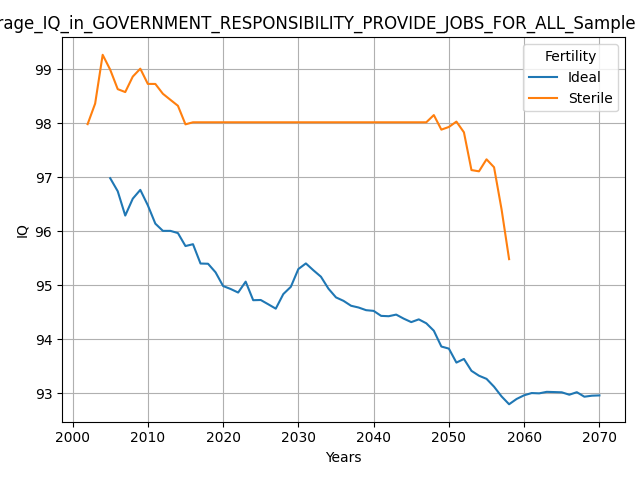 rage_IQ_in_GOVERNMENT_RESPONSIBILITY_PROVIDE_JOBS_FOR_ALL_Sample
Fertility
Ideal
Sterile
99
98
97
96
95
94
93
IQ
2000 2010 2020 2030 2040 2050 2060 2070
Years